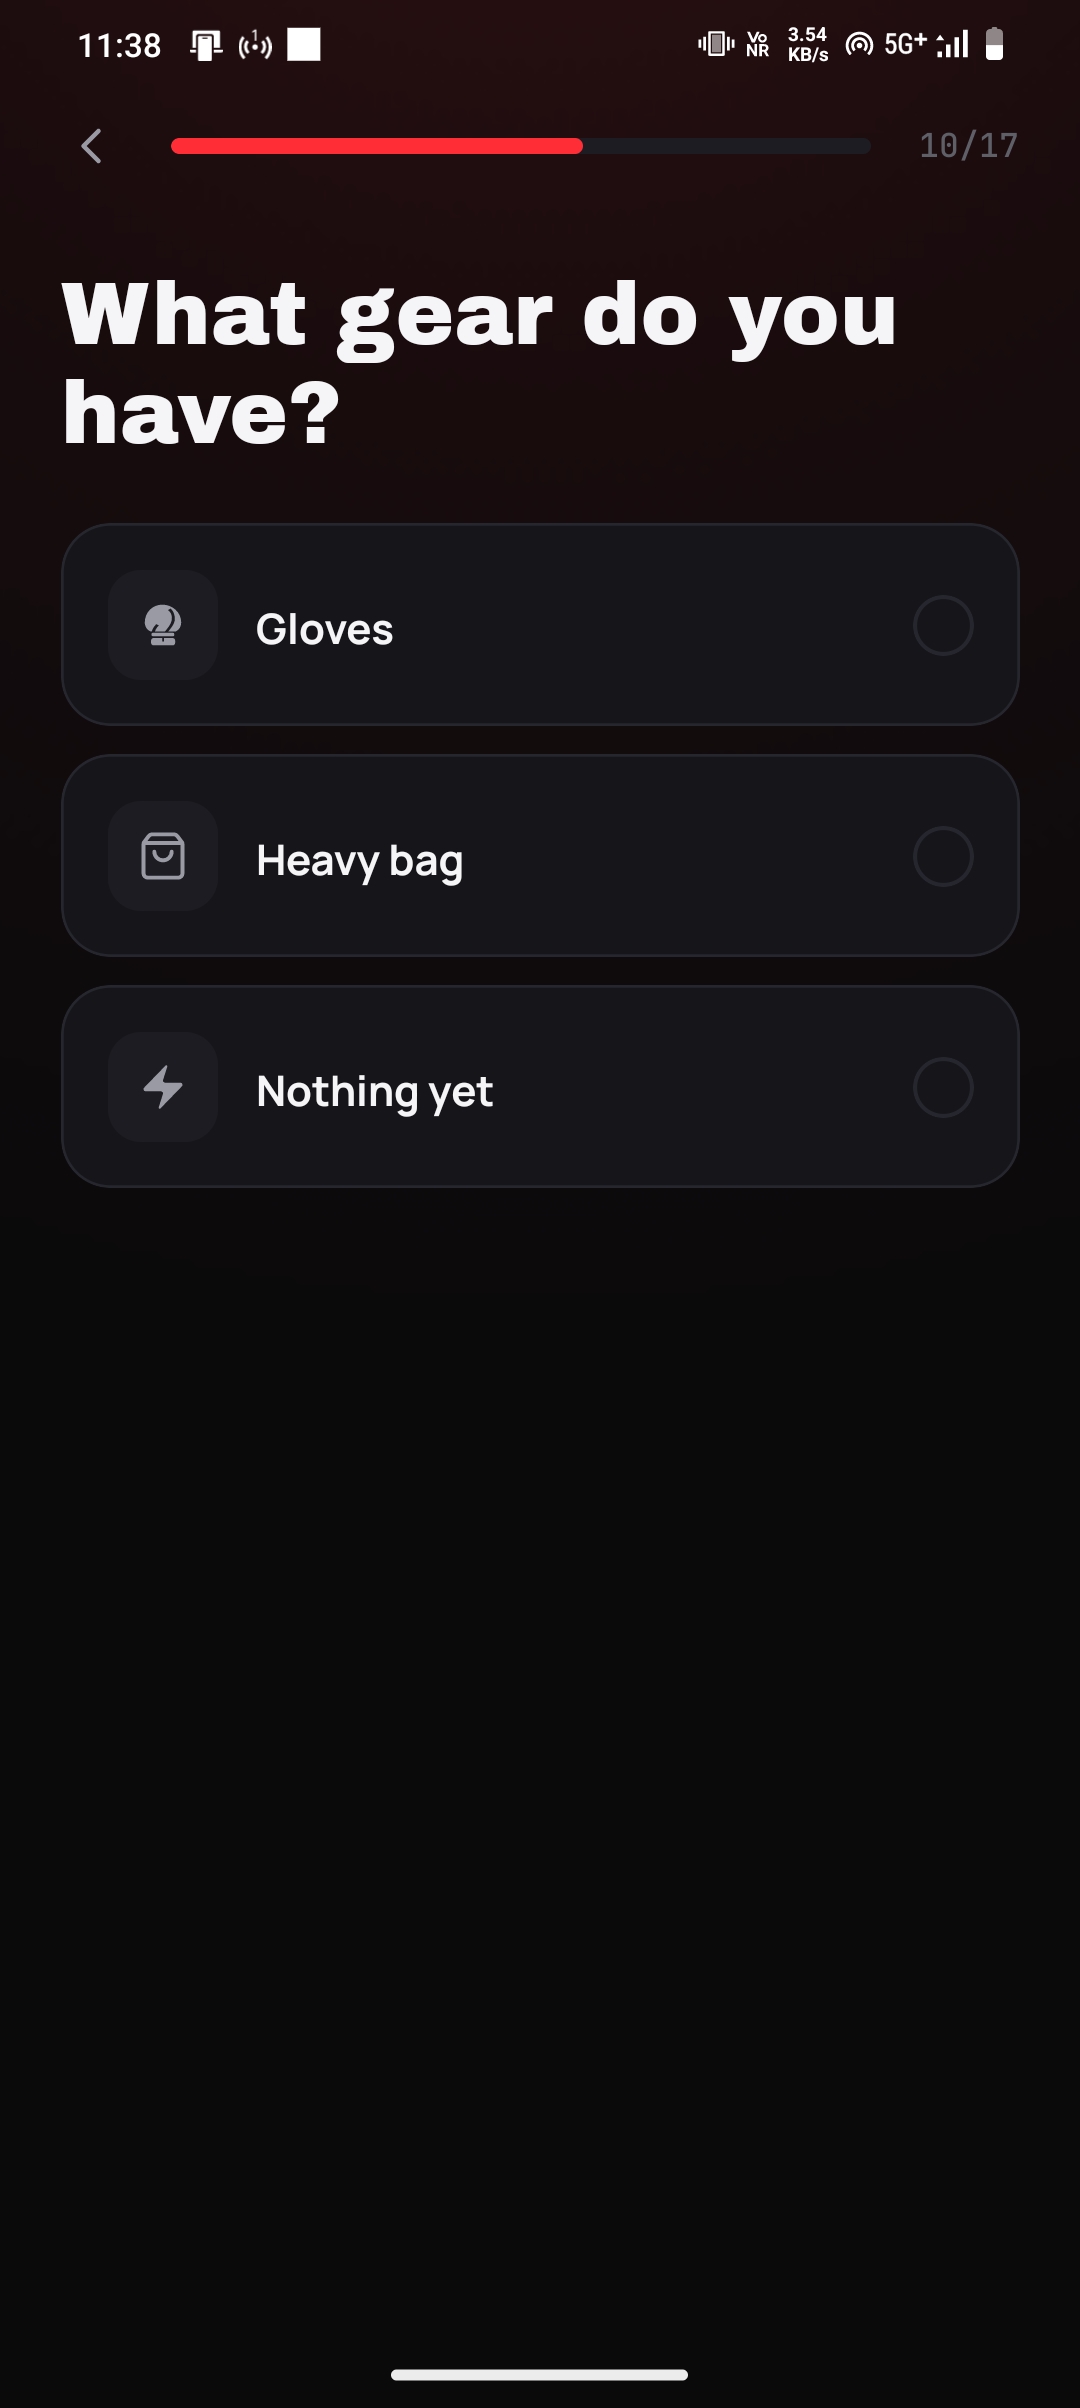 11:38
1
Vo
NR
3.54
KB/s
5G+
10/17
What gear do you
have?
Gloves
Heavy bag
Nothing yet